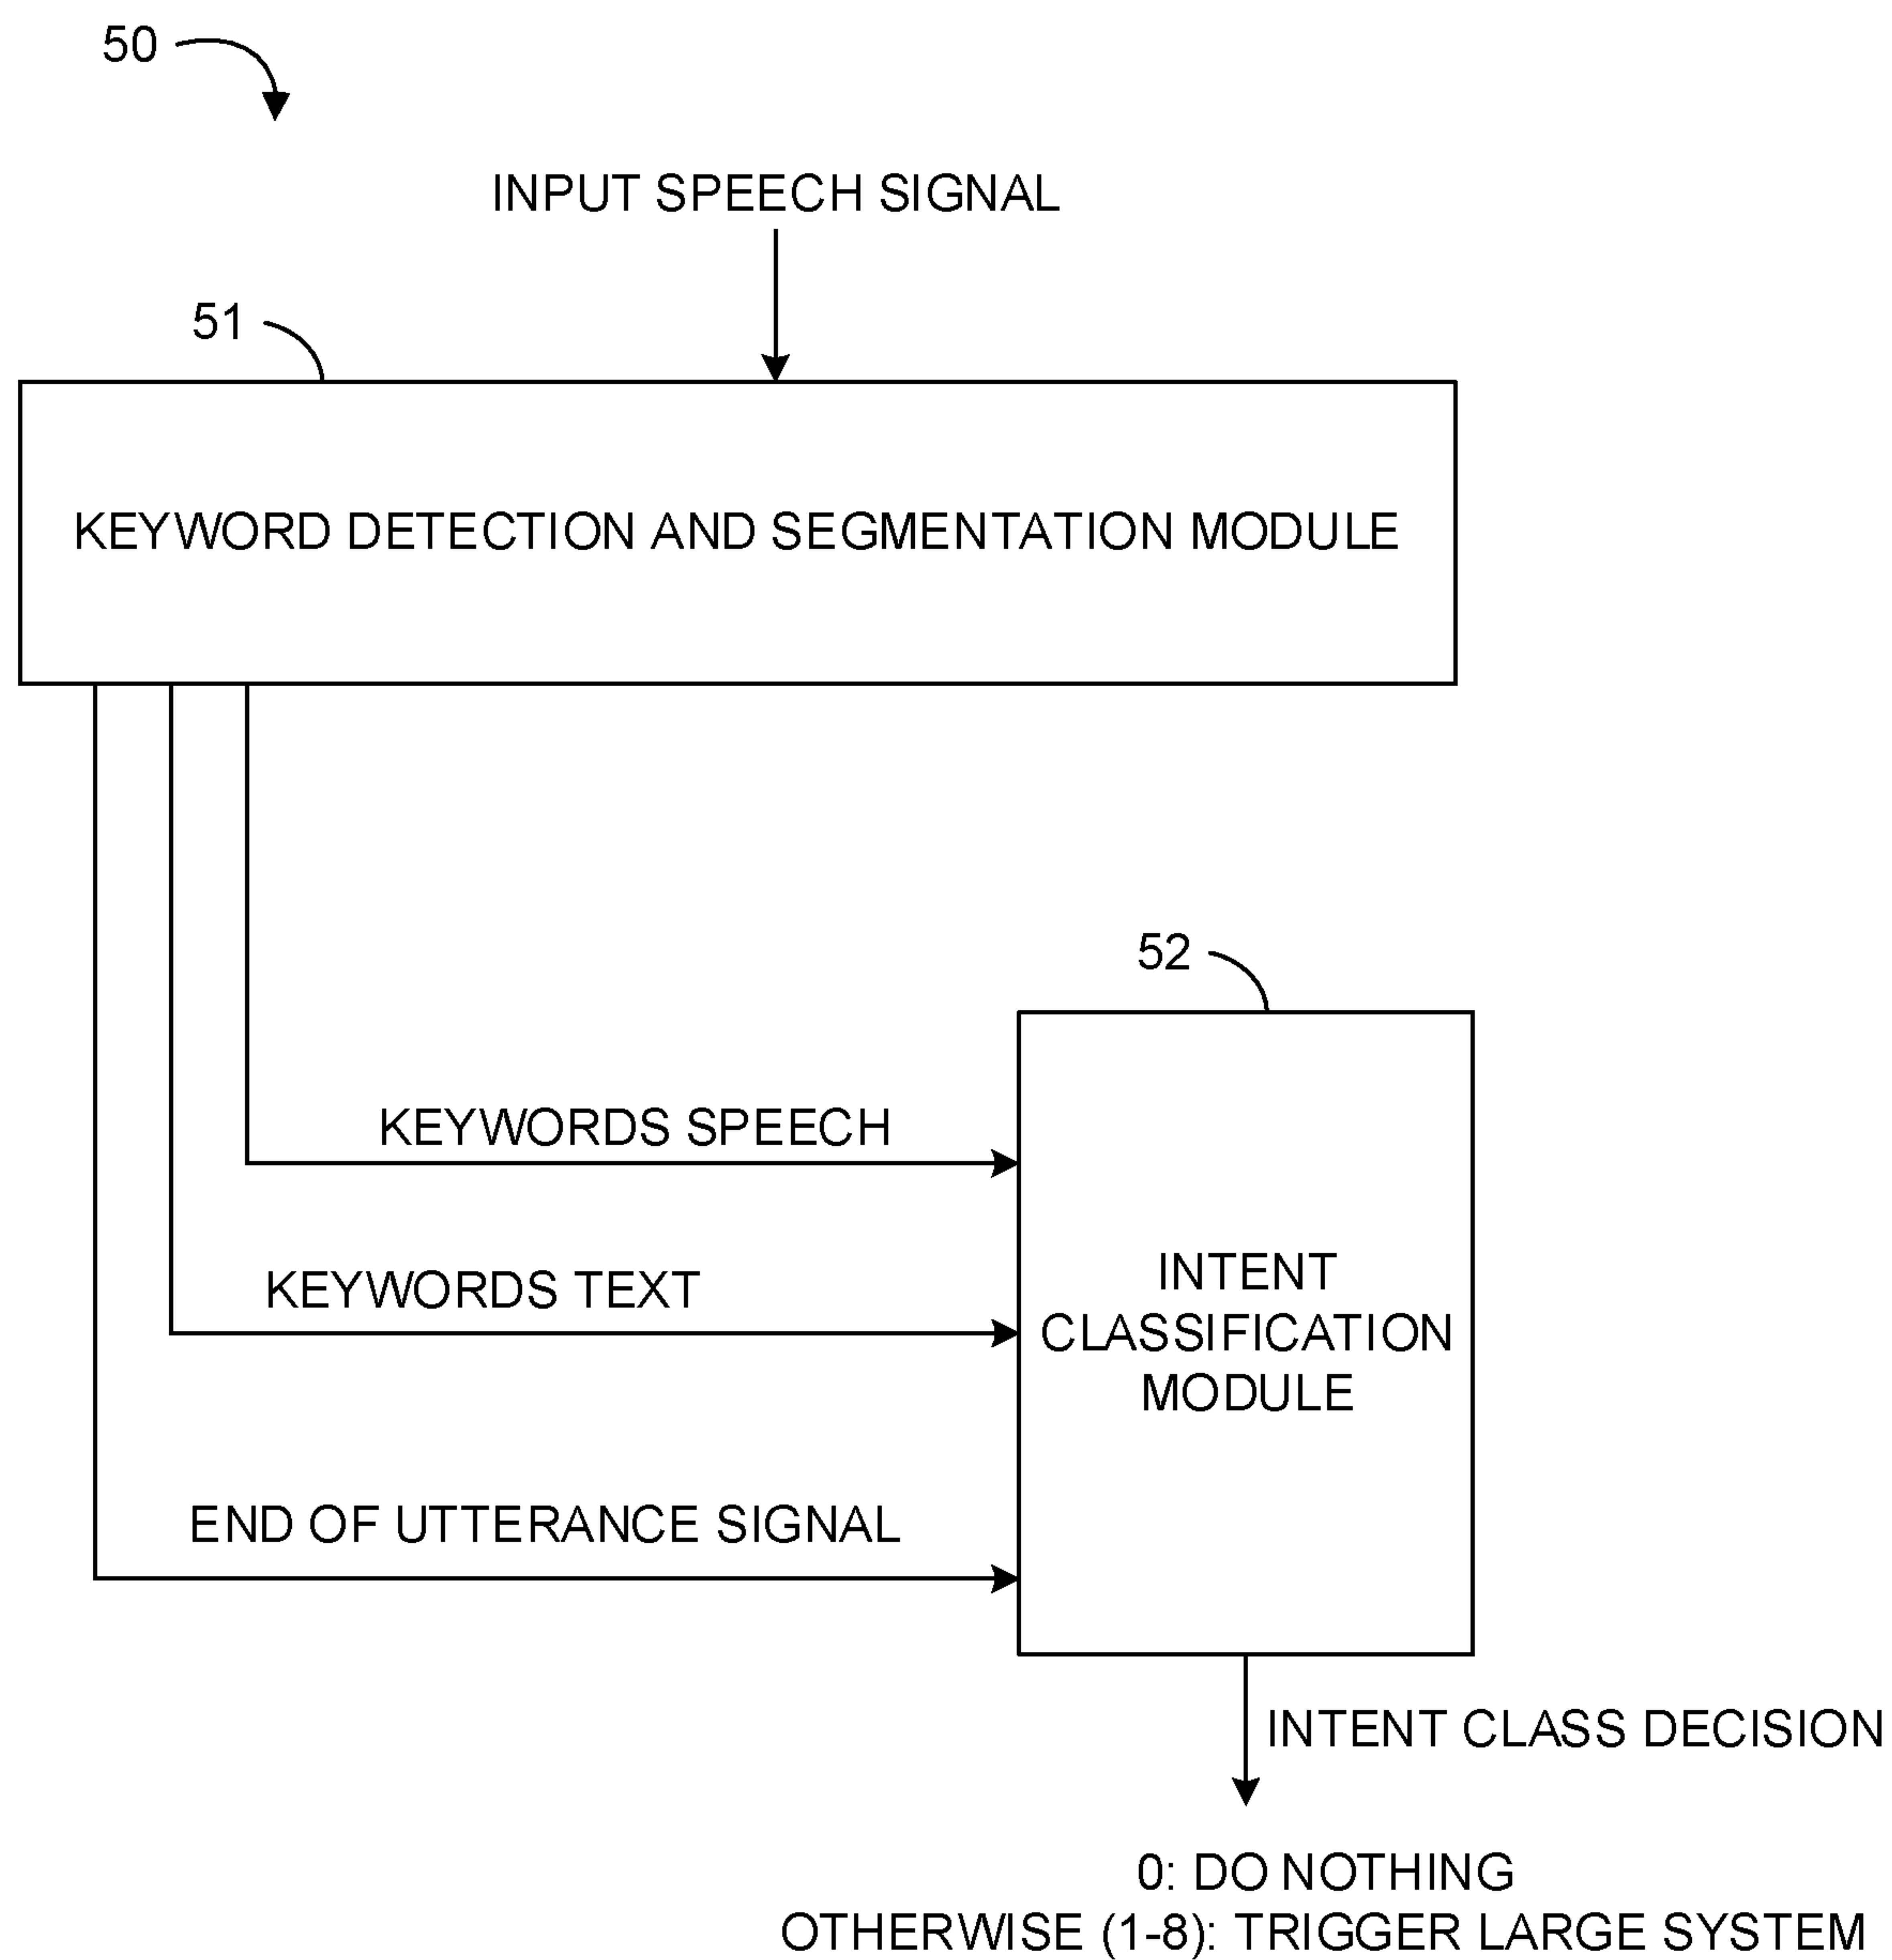 50
INPUT SPEECH SIGNAL
51
KEYWORD DETECTION AND SEGMENTATION MODULE
52
KEYWORDS SPEECH
KEYWORDS TEXT
INTENT
CLASSIFICATION
MODULE
END OF UTTERANCE SIGNAL
INTENT CLASS DECISION
0: DO NOTHING
OTHERWISE (1-8): TRIGGER LARGE SYSTEM